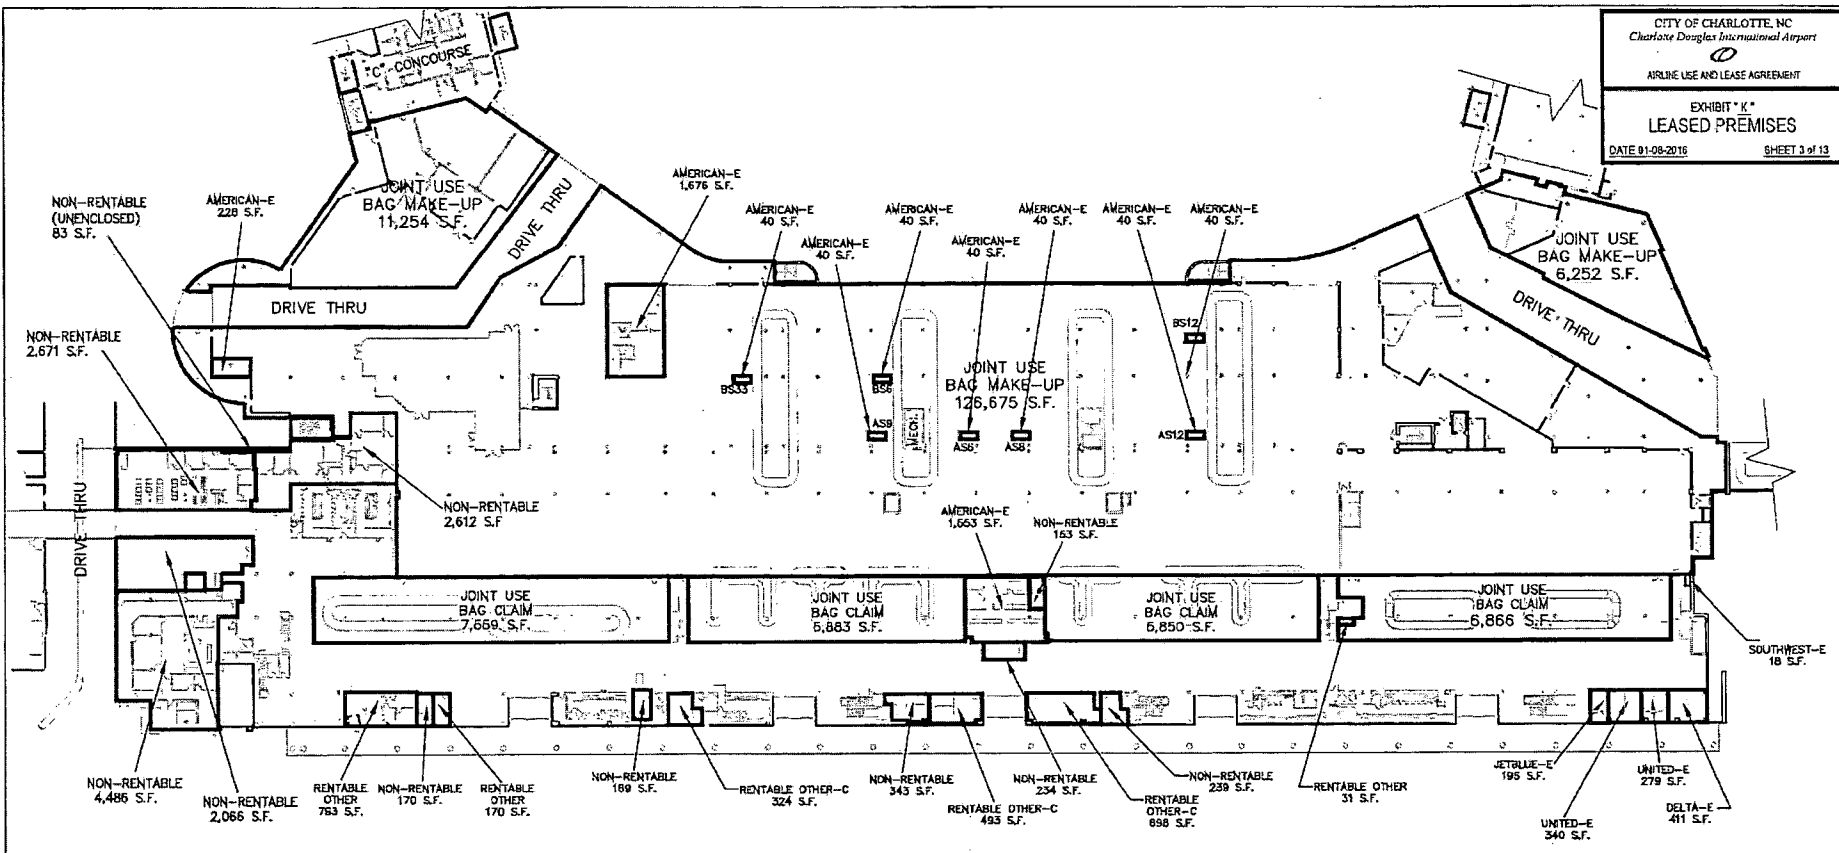 CITY OF CHARLOTTE, NC
Charlotte Douglas International Airport
AIRLINE USE AND LEASE AGREEMENT
EXHIBIT "K"
LEASED PREMISES
DATE 01-08-2016
SHEET 3 of 13
"C"-CONCOURSE
JOINT USE
BAG MAKE-UP
11,254 S.F.
DRIVE THRU
DRIVE THRU
NON-RENTABLE
(UNENCLOSED)
83 S.F.
AMERICAN-E
228 S.F.
AMERICAN-E
1,676 S.F.
AMERICAN-E
40 S.F.
AMERICAN-E
40 S.F.
AMERICAN-E
40 S.F.
AMERICAN-E
40 S.F.
AMERICAN-E
40 S.F.
AMERICAN-E
40 S.F.
AMERICAN-E
40 S.F.
JOINT USE
BAG MAKE-UP
6,252 S.F.
DRIVE THRU
NON-RENTABLE
2,671 S.F.
BS33
BS6
BS12
AS9
AS6
AS8
AS12
MECH.
JOINT USE
BAG MAKE-UP
126,675 S.F.
NON-RENTABLE
2,612 S.F
AMERICAN-E
1,553 S.F.
NON-RENTABLE
153 S.F.
DRIVE THRU
JOINT USE
BAG CLAIM
7,659 S.F.
JOINT USE
BAG CLAIM
5,883 S.F.
JOINT USE
BAG CLAIM
5,850 S.F.
JOINT USE
BAG CLAIM
6,866 S.F.
SOUTHWEST-E
18 S.F.
NON-RENTABLE
4,486 S.F.
NON-RENTABLE
2,066 S.F.
RENTABLE
OTHER
793 S.F.
NON-RENTABLE
170 S.F.
RENTABLE
OTHER
170 S.F.
NON-RENTABLE
169 S.F.
RENTABLE OTHER-C
324 S.F.
NON-RENTABLE
343 S.F.
RENTABLE OTHER-C
493 S.F.
NON-RENTABLE
234 S.F.
RENTABLE
OTHER-C
698 S.F.
NON-RENTABLE
239 S.F.
RENTABLE OTHER
31 S.F.
JETBLUE-E
195 S.F.
UNITED-E
340 S.F.
UNITED-E
279 S.F.
DELTA-E
411 S.F.